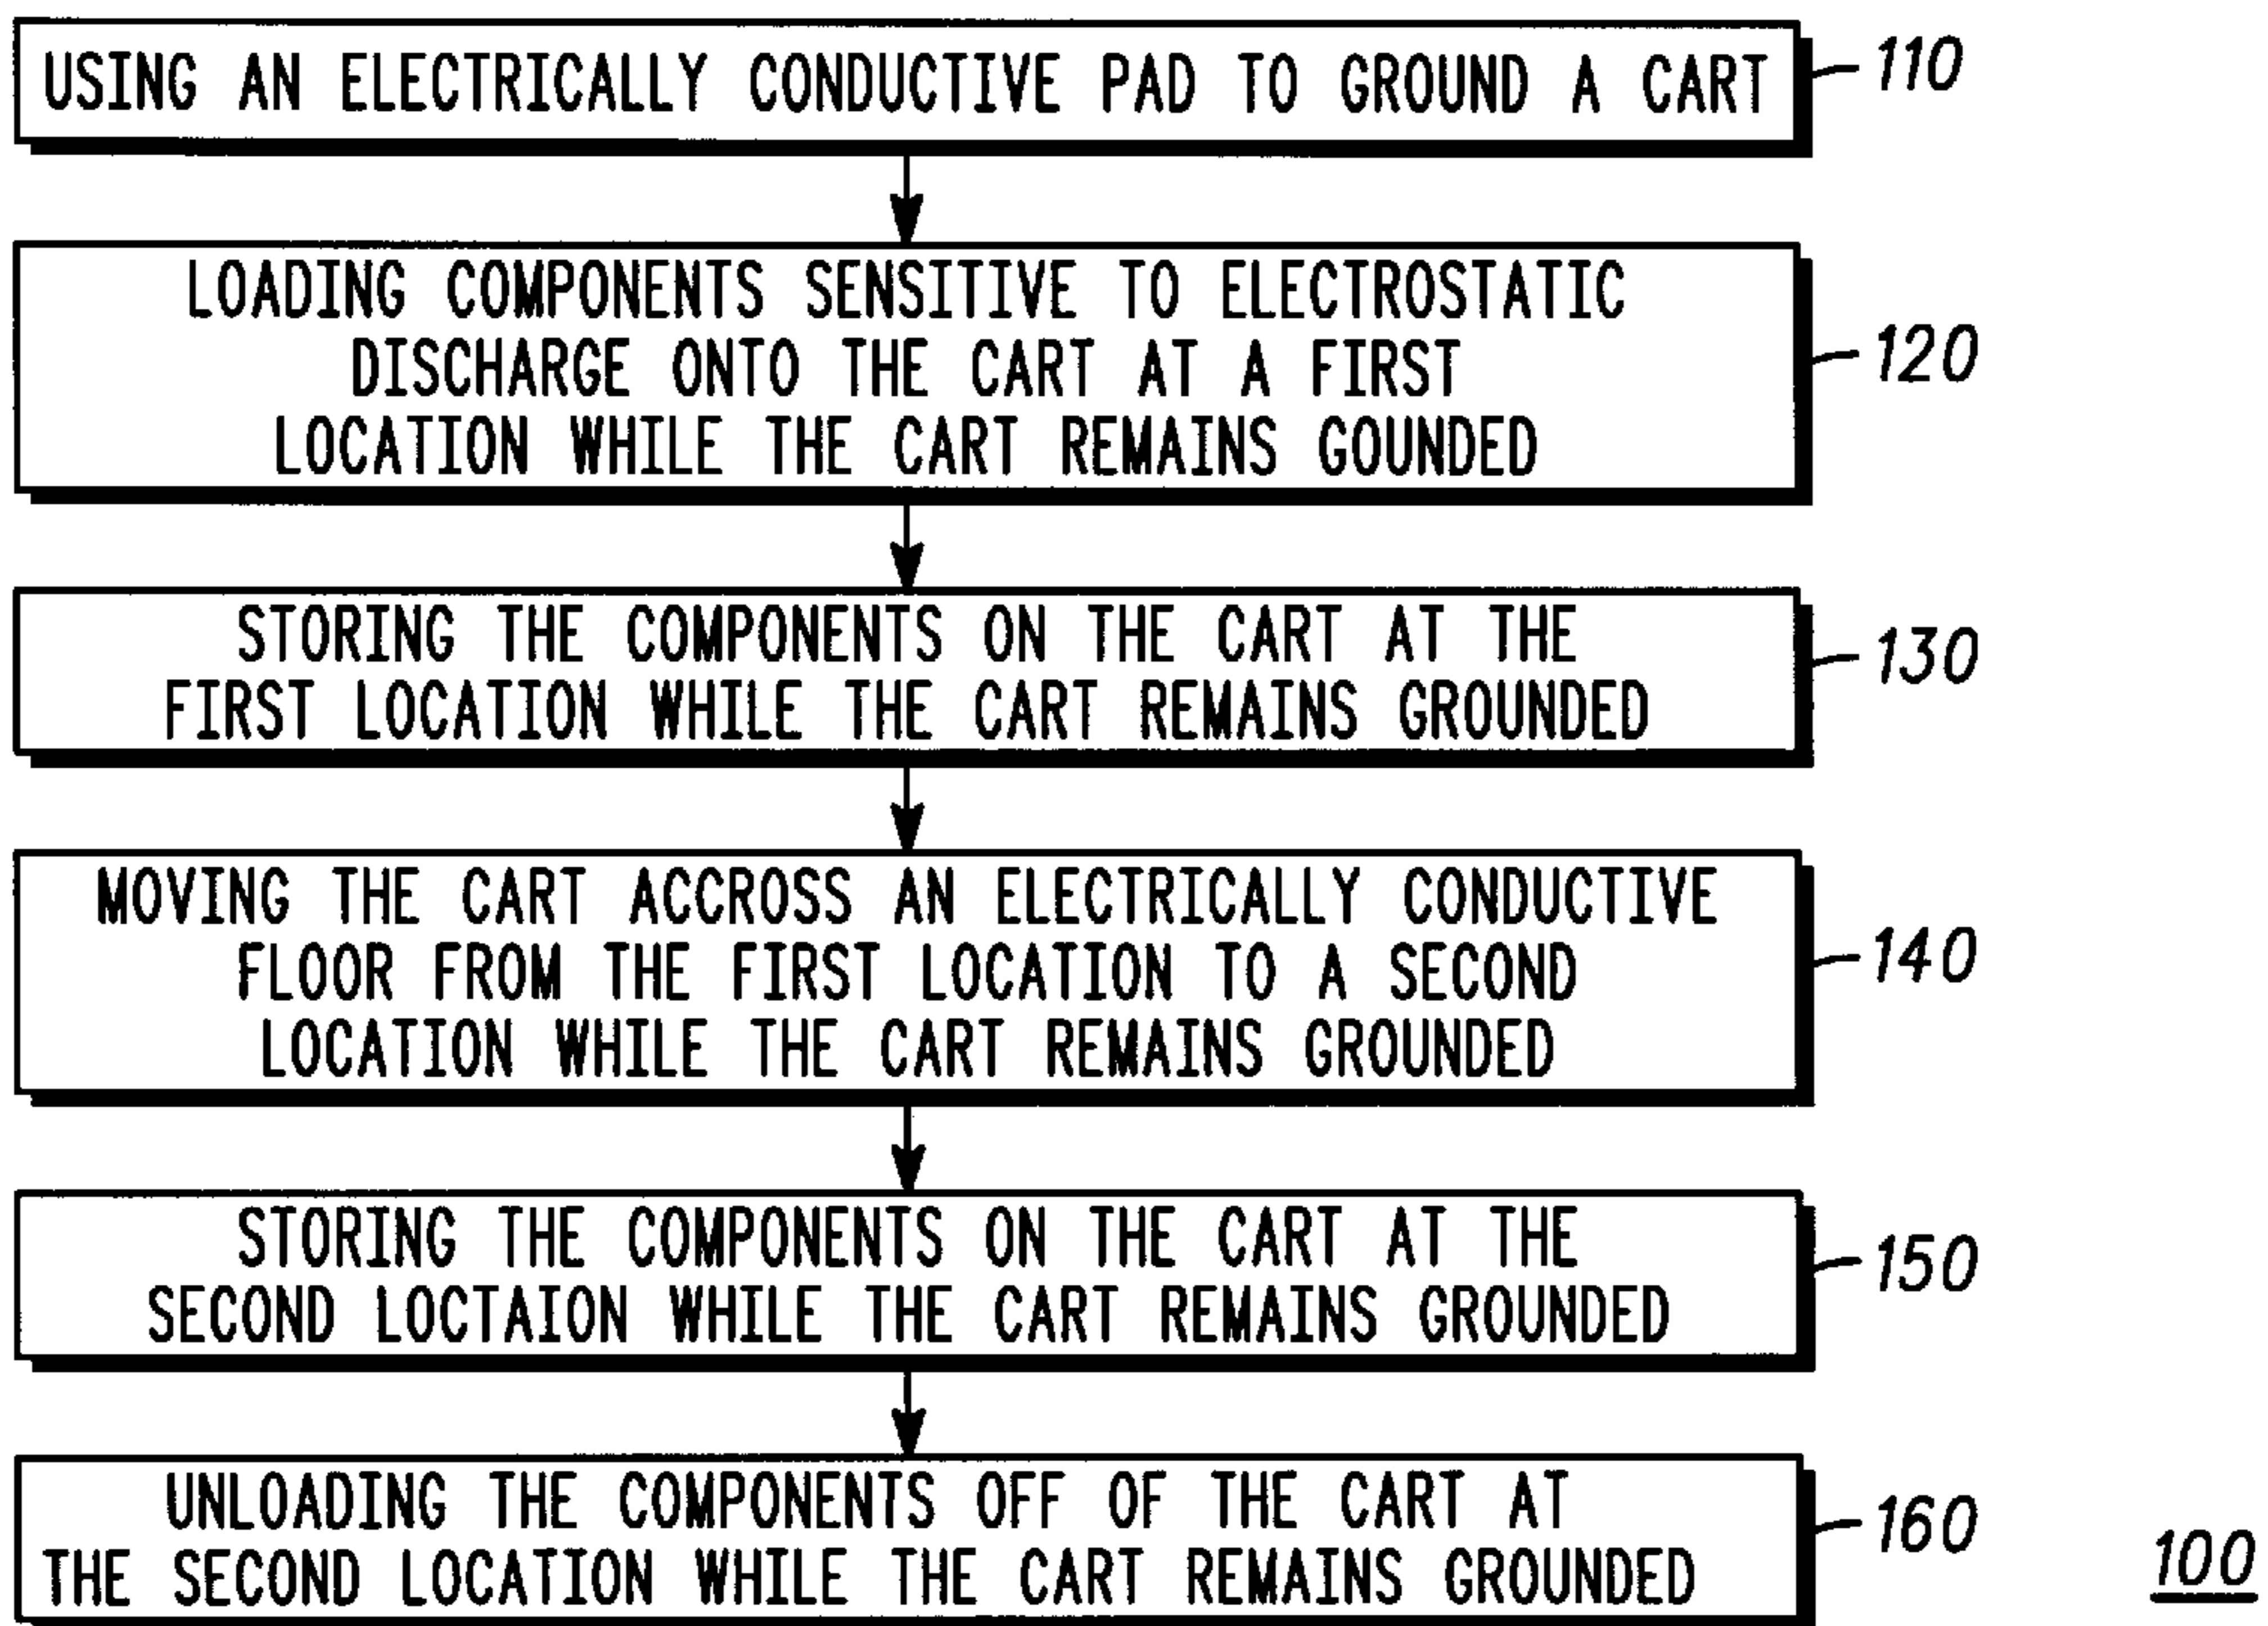 USING AN ELECTRICALLY CONDUCTIVE PAD TO GROUND A CART
110
LOADING COMPONENTS SENSITIVE TO ELECTROSTATIC
DISCHARGE ONTO THE CART AT A FIRST
LOCATION WHILE THE CART REMAINS GOUNDED
120
STORING THE COMPONENTS ON THE CART AT THE
FIRST LOCATION WHILE THE CART REMAINS GROUNDED
130
MOVING THE CART ACCROSS AN ELECTRICALLY CONDUCTIVE
FLOOR FROM THE FIRST LOCATION TO A SECOND
LOCATION WHILE THE CART REMAINS GROUNDED
140
STORING THE COMPONENTS ON THE CART AT THE
SECOND LOCTAION WHILE THE CART REMAINS GROUNDED
150
UNLOADING THE COMPONENTS OFF OF THE CART AT
THE SECOND LOCATION WHILE THE CART REMAINS GROUNDED
160
100